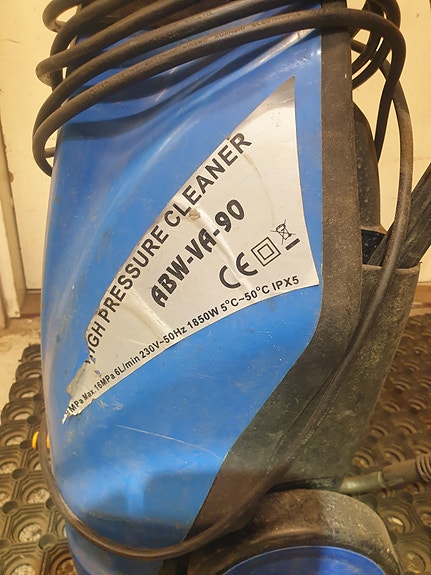 HIGH PRESSURE CLEANER
ABW-VA-90
CE
MPa Max.16MPa 6L/min 230V~50Hz 1850W 5°C~50°C IPX5